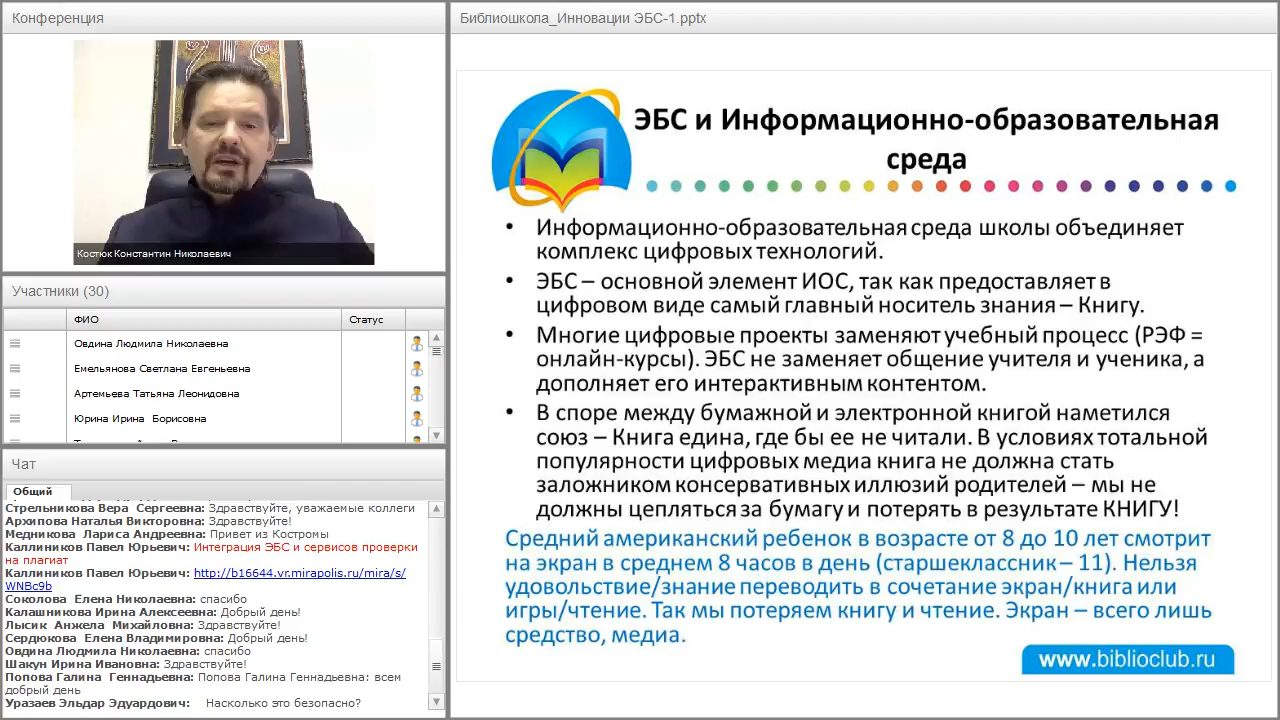 Конференция
Костюк Константин Николаевич
Участники (30)
ФИО
Статус
Овдина Людмила Николаевна
Емельянова Светлана Евгеньевна
Артемьева Татьяна Леонидовна
Юрина Ирина Борисовна
Чат
Общий
Стрельникова Вера Сергеевна: Здравствуйте, уважаемые коллеги
Архипова Наталья Викторовна: Здравствуйте!
Медникова Лариса Андреевна: Привет из Костромы
Каллиников Павел Юрьевич: Интеграция ЭБС и сервисов проверки
на плагиат
Каллиников Павел Юрьевич: http://b16644.vr.mirapolis.ru/mira/s/
WNBc9b
Соколова Елена Николаевна: спасибо
Калашникова Ирина Алексеевна: Добрый день!
Лысик Анжела Михайловна: Здравствуйте!
Сердюкова Елена Владимировна: Добрый день!
Овдина Людмила Николаевна: спасибо
Шакун Ирина Ивановна: Здравствуйте!
Попова Галина Геннадьевна: Попова Галина Геннадьевна: всем
добрый день
Уразаев Эльдар Эдуардович: Насколько это безопасно?
Библиошкола_Инновации ЭБС-1.pptx
ЭБС и Информационно-образовательная
среда
• Информационно-образовательная среда школы объединяет
комплекс цифровых технологий.
• ЭБС – основной элемент ИОС, так как предоставляет в
цифровом виде самый главный носитель знания – Книгу.
• Многие цифровые проекты заменяют учебный процесс (РЭФ =
онлайн-курсы). ЭБС не заменяет общение учителя и ученика, а
дополняет его интерактивным контентом.
• В споре между бумажной и электронной книгой наметился
союз – Книга едина, где бы ее не читали. В условиях тотальной
популярности цифровых медиа книга не должна стать
заложником консервативных иллюзий родителей – мы не
должны цепляться за бумагу и потерять в результате КНИГУ!
Средний американский ребенок в возрасте от 8 до 10 лет смотрит
на экран в среднем 8 часов в день (старшеклассник – 11). Нельзя
удовольствие/знание переводить в сочетание экран/книга или
игры/чтение. Так мы потеряем книгу и чтение. Экран – всего лишь
средство, медиа.
www.biblioclub.ru